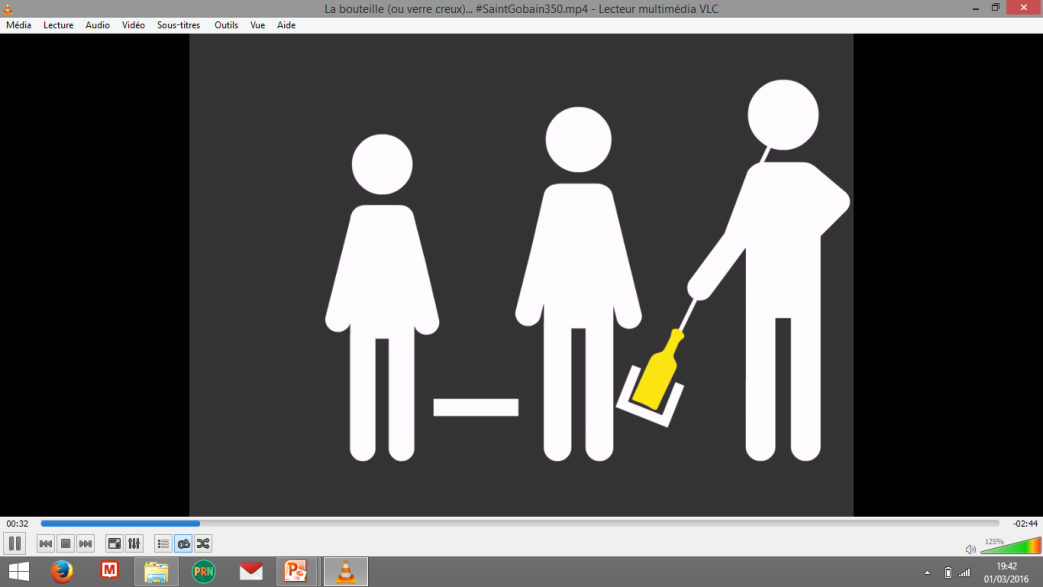 La bouteille (ou verre creux)... #SaintGobain350.mp4 - Lecteur multimédia VLC
Média Lecture Audio Vidéo Sous-titres Outils Vue Aide
00:32 -02:44
125%
M PRN P
19:42
01/03/2016